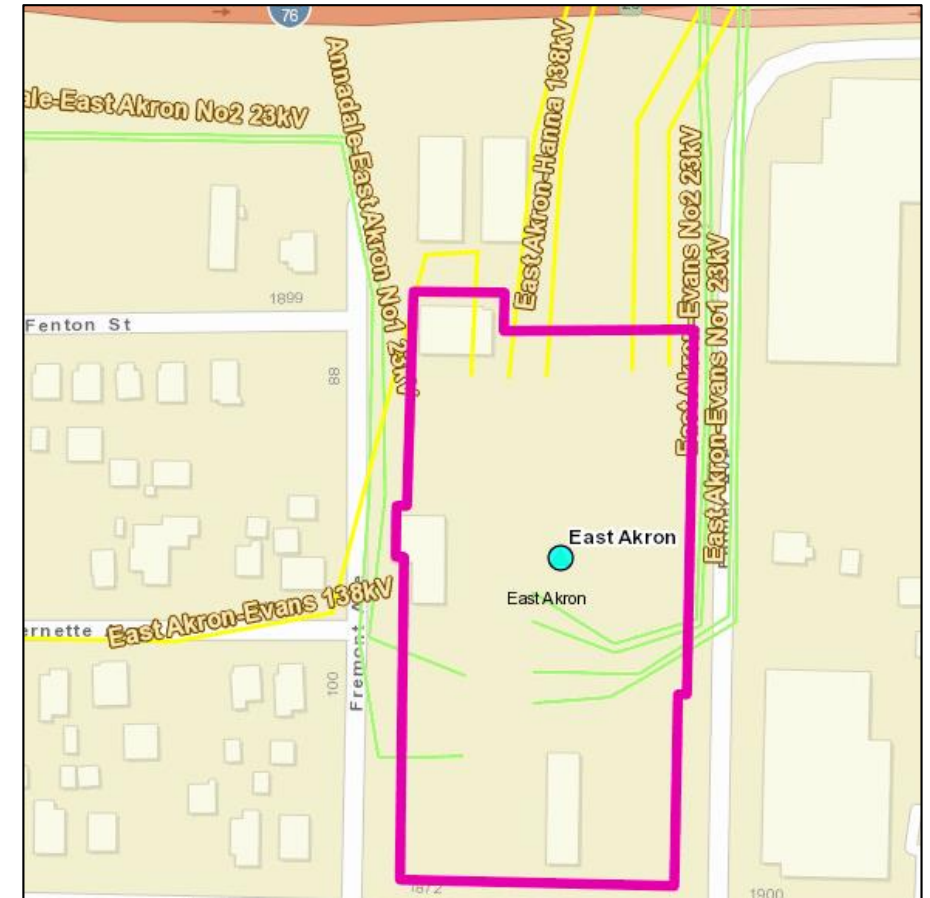 76
ale-East Akron No2 23kV
Annadale-East Akron No1 23kV
East Akron-Hanna 138kV
East Akron-Evans No2 23kV
East Akron-Evans No1 23kV
1899
Fenton St
88
East Akron
East Akron
East Akron-Evans 138kV
ernette
Fremont A
100
1872
1900